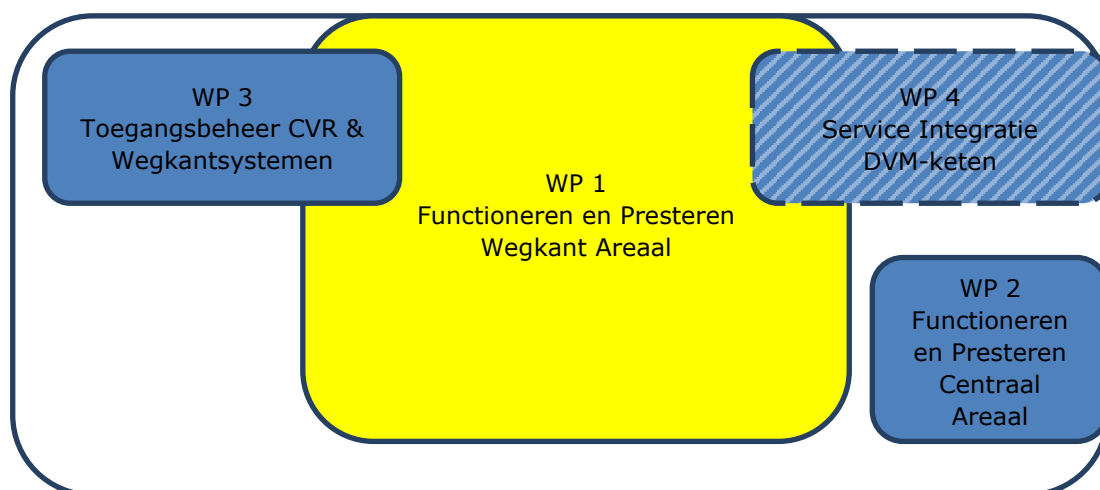 WP 3
Toegangsbeheer CVR &
Wegkantsystemen
WP 1
Functioneren en Presteren
Wegkant Areaal
WP 4
Service Integratie
DVM-keten
WP 2
Functioneren
en Presteren
Centraal
Areaal